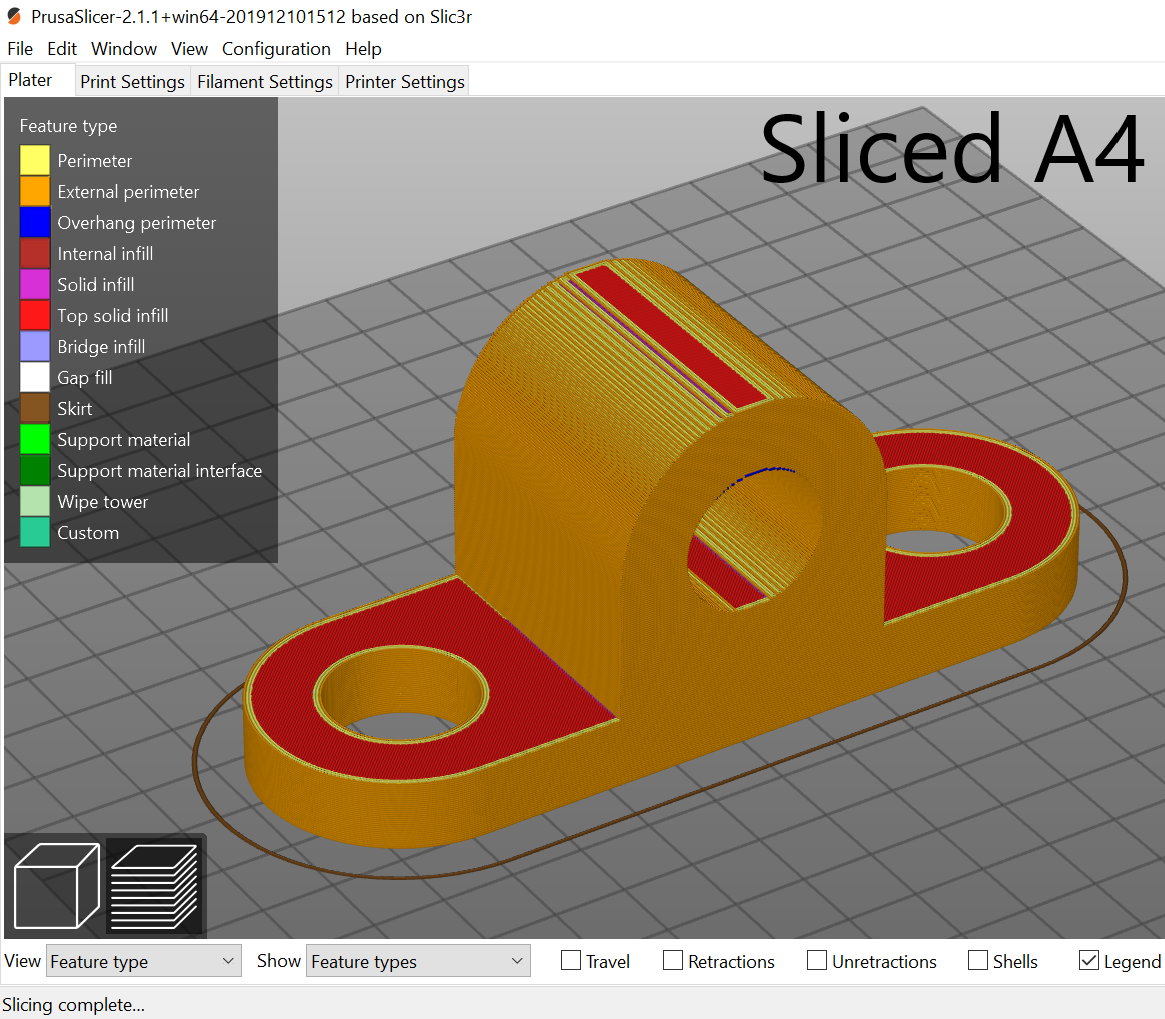 PrusaSlicer-2.1.1+win64-201912101512 based on Slic3r
File Edit Window View Configuration Help
Plater Print Settings Filament Settings Printer Settings
Sliced A4
Feature type
Perimeter
External perimeter
Overhang perimeter
Internal infill
Solid infill
Top solid infill
Bridge infill
Gap fill
Skirt
Support material
Support material interface
Wipe tower
Custom
View Feature type Show Feature types Travel Retractions Unretractions Shells Legend
Slicing complete...